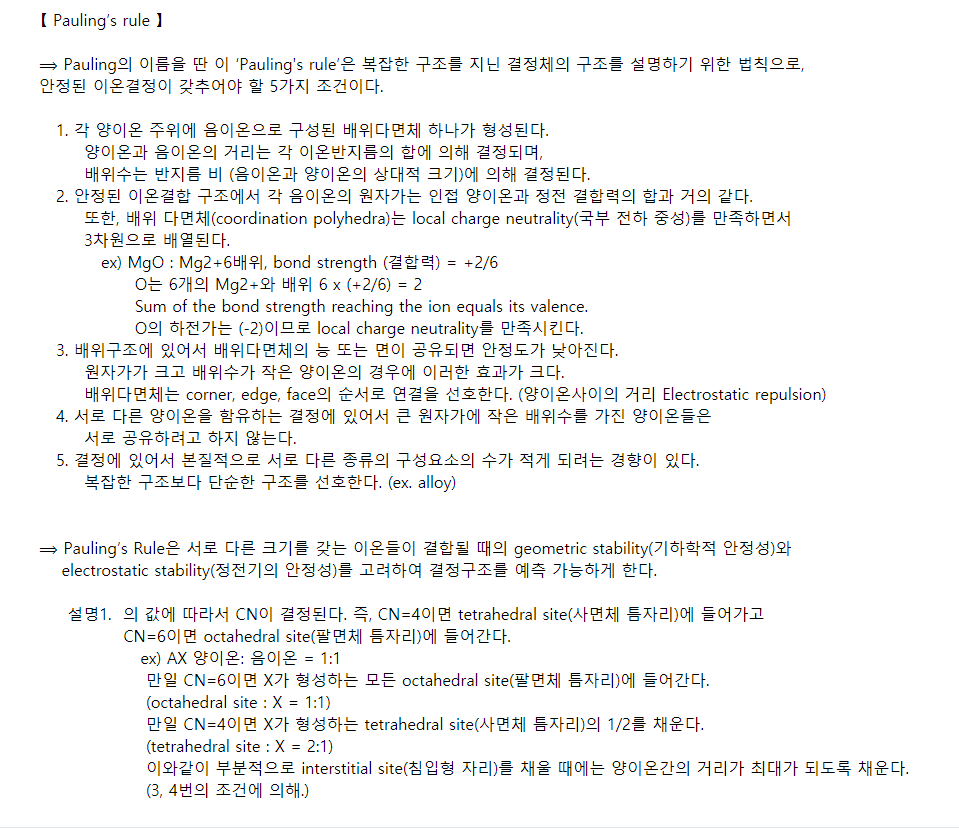 【 Pauling’s rule 】
⟹ Pauling의 이름을 딴 이 ‘Pauling's rule’은 복잡한 구조를 지닌 결정체의 구조를 설명하기 위한 법칙으로,
안정된 이온결정이 갖추어야 할 5가지 조건이다.
1. 각 양이온 주위에 음이온으로 구성된 배위다면체 하나가 형성된다.
양이온과 음이온의 거리는 각 이온반지름의 합에 의해 결정되며,
배위수는 반지름 비 (음이온과 양이온의 상대적 크기)에 의해 결정된다.
2. 안정된 이온결합 구조에서 각 음이온의 원자가는 인접 양이온과 정전 결합력의 합과 거의 같다.
또한, 배위 다면체(coordination polyhedra)는 local charge neutrality(국부 전하 중성)를 만족하면서
3차원으로 배열된다.
ex) MgO : Mg2+6배위, bond strength (결합력) = +2/6
O는 6개의 Mg2+와 배위 6 x (+2/6) = 2
Sum of the bond strength reaching the ion equals its valence.
O의 하전가는 (-2)이므로 local charge neutrality를 만족시킨다.
3. 배위구조에 있어서 배위다면체의 능 또는 면이 공유되면 안정도가 낮아진다.
원자가가 크고 배위수가 작은 양이온의 경우에 이러한 효과가 크다.
배위다면체는 corner, edge, face의 순서로 연결을 선호한다. (양이온사이의 거리 Electrostatic repulsion)
4. 서로 다른 양이온을 함유하는 결정에 있어서 큰 원자가에 작은 배위수를 가진 양이온들은
서로 공유하려고 하지 않는다.
5. 결정에 있어서 본질적으로 서로 다른 종류의 구성요소의 수가 적게 되려는 경향이 있다.
복잡한 구조보다 단순한 구조를 선호한다. (ex. alloy)
⟹ Pauling’s Rule은 서로 다른 크기를 갖는 이온들이 결합될 때의 geometric stability(기하학적 안정성)와
electrostatic stability(정전기의 안정성)를 고려하여 결정구조를 예측 가능하게 한다.
설명1. 의 값에 따라서 CN이 결정된다. 즉, CN=4이면 tetrahedral site(사면체 틈자리)에 들어가고
CN=6이면 octahedral site(팔면체 틈자리)에 들어간다.
ex) AX 양이온: 음이온 = 1:1
만일 CN=6이면 X가 형성하는 모든 octahedral site(팔면체 틈자리)에 들어간다.
(octahedral site : X = 1:1)
만일 CN=4이면 X가 형성하는 tetrahedral site(사면체 틈자리)의 1/2를 채운다.
(tetrahedral site : X = 2:1)
이와같이 부분적으로 interstitial site(침입형 자리)를 채울 때에는 양이온간의 거리가 최대가 되도록 채운다.
(3, 4번의 조건에 의해.)